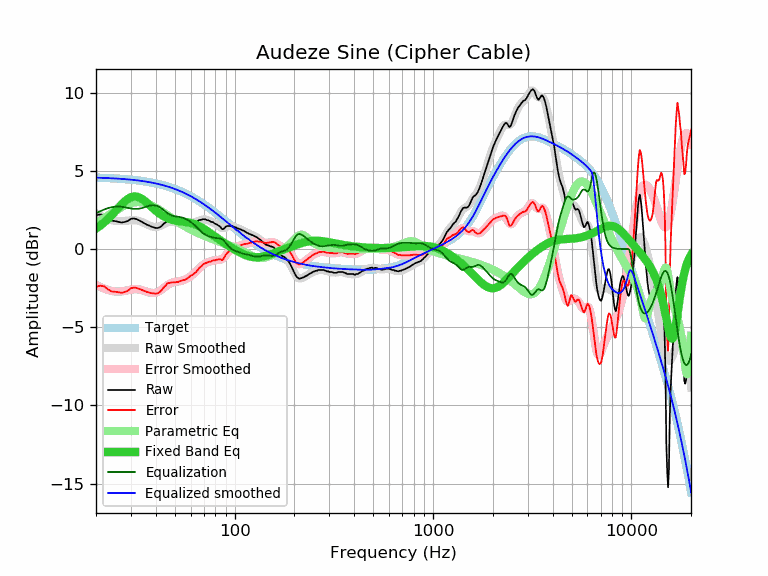 Audeze Sine (Cipher Cable)
10
5
0
−5
−10
−15
Amplitude (dBr)
Target
Raw Smoothed
Error Smoothed
Raw
Error
Parametric Eq
Fixed Band Eq
Equalization
Equalized smoothed
100 1000 10000
Frequency (Hz)